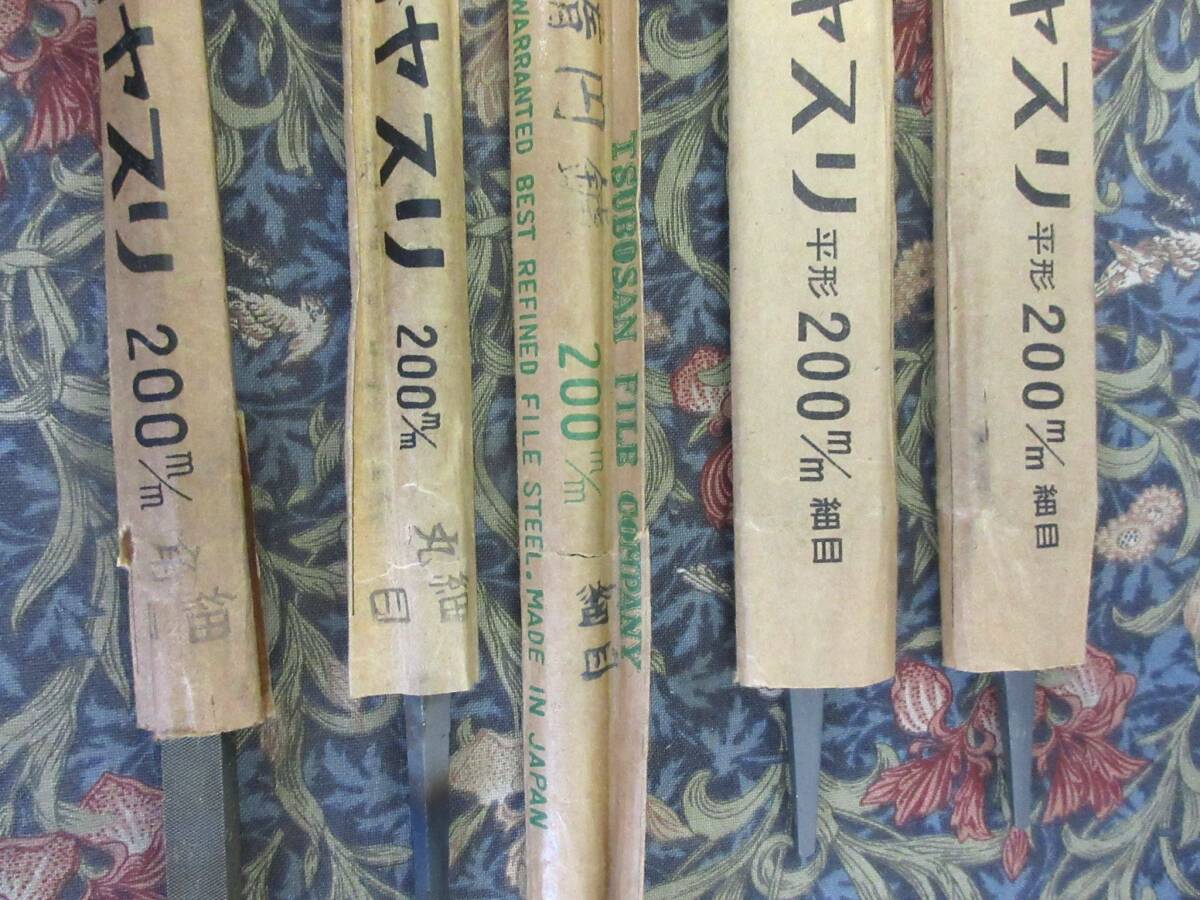 ヤスリ 200m/m
細
ヤスリ 200m/m
丸細
目
WARRANTED BEST REFINED FILE STEEL. MADE IN JAPAN
200m/m 細目
TSUBOSAN FILE COMPANY
ヤスリ 平形 200m/m 細目
ヤスリ 平形 200m/m 細目